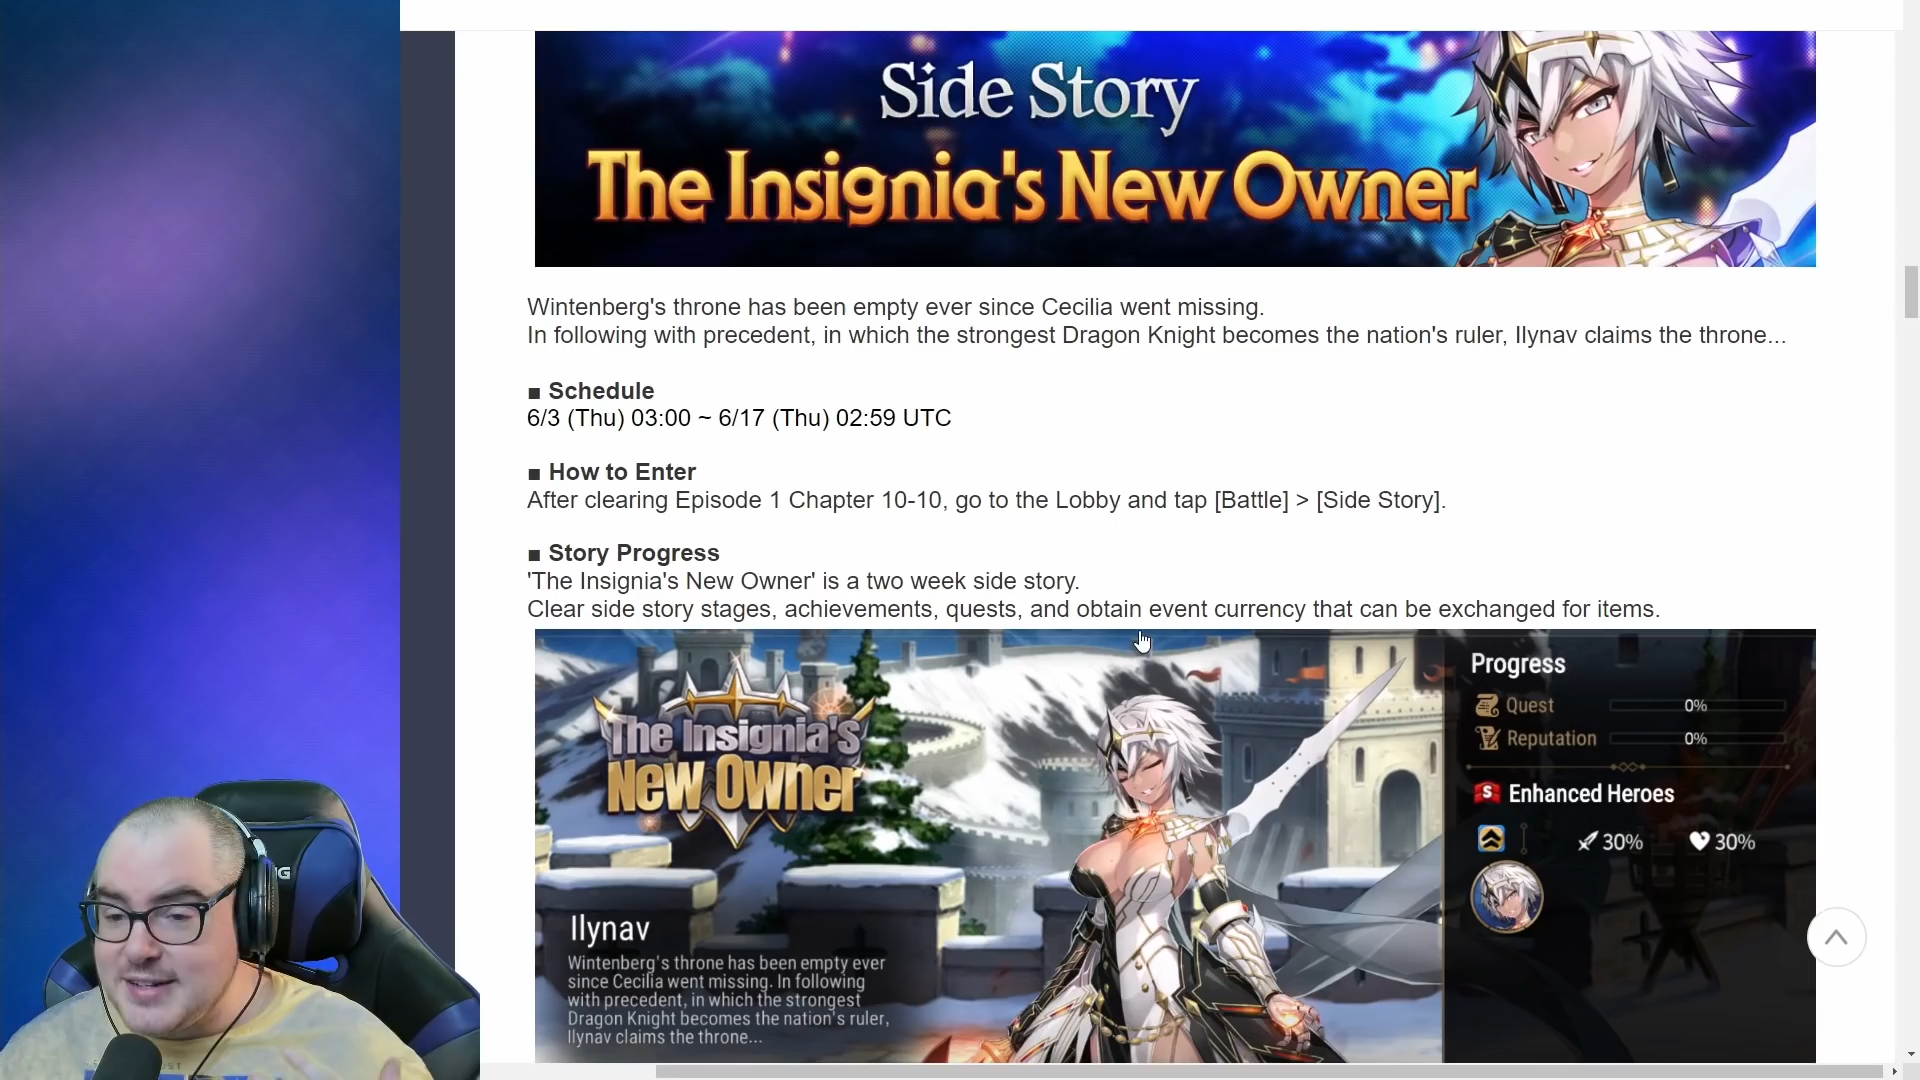 Side Story
The Insignia's New Owner
Wintenberg's throne has been empty ever since Cecilia went missing.
In following with precedent, in which the strongest Dragon Knight becomes the nation's ruler, Ilynav claims the throne...
■ Schedule
6/3 (Thu) 03:00 ~ 6/17 (Thu) 02:59 UTC
■ How to Enter
After clearing Episode 1 Chapter 10-10, go to the Lobby and tap [Battle] > [Side Story].
■ Story Progress
'The Insignia's New Owner' is a two week side story.
Clear side story stages, achievements, quests, and obtain event currency that can be exchanged for items.
The Insignia's
New Owner
Ilynav
Wintenberg's throne has been empty ever
since Cecilia went missing. In following
with precedent, in which the strongest
Dragon Knight becomes the nation's ruler,
Ilynav claims the throne...
Progress
Quest 0%
Reputation 0%
S Enhanced Heroes
30% 30%